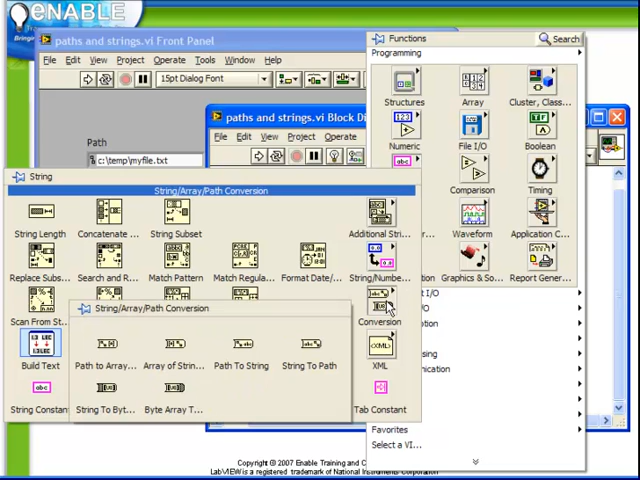 eNABLE
Bringin
paths and strings.vi Front Panel
File Edit View Project Operate Tools Window Help
15pt Dialog Font
Path
c:\temp\myfile.txt
paths and strings.vi Block Di
File Edit View Project Operate
Functions
Search
Programming
Structures Array Cluster, Class...
Numeric File I/O Boolean
Comparison Timing
Waveform Application C...
Graphics & So... Report Gener...
t I/O
/O
ation
sing
nication
Favorites
Select a VI...
String
String/Array/Path Conversion
String Length Concatenate ... String Subset Additional Stri...
Replace Subs... Search and R... Match Pattern Match Regula... Format Date/... String/Numbe...
Scan From St... Conversion
Build Text XML
String Constant Tab Constant
String/Array/Path Conversion
Path to Array... Array of Strin... Path To String String To Path
String To Byt... Byte Array T...
Copyright © 2007 Enable Training and C
LabVIEW is a registered trademark of National Instruments Corporation